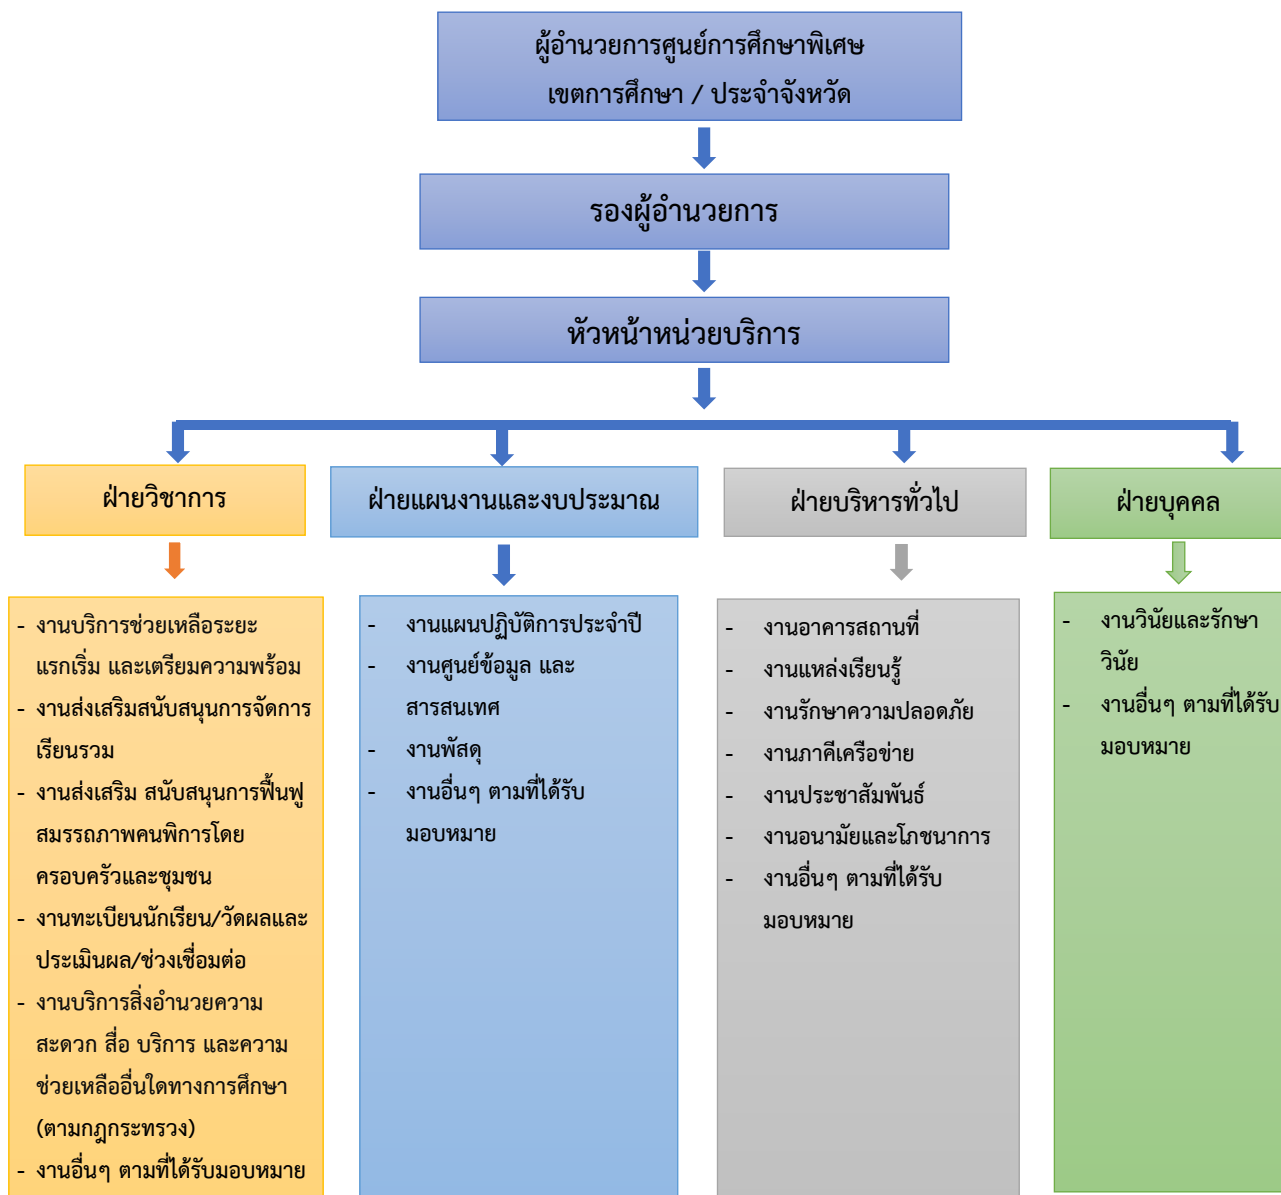 ผู้อำนวยการศูนย์การศึกษาพิเศษ
เขตการศึกษา / ประจำจังหวัด
รองผู้อำนวยการ
หัวหน้าหน่วยบริการ
ฝ่ายวิชาการ
ฝ่ายแผนงานและงบประมาณ
ฝ่ายบริหารทั่วไป
ฝ่ายบุคคล
- งานบริการช่วยเหลือระยะ
แรกเริ่ม และเตรียมความพร้อม
- งานส่งเสริมสนับสนุนการจัดการ
เรียนรวม
- งานส่งเสริม สนับสนุนการฟื้นฟู
สมรรถภาพคนพิการโดย
ครอบครัวและชุมชน
- งานทะเบียนนักเรียน/วัดผลและ
ประเมินผล/ช่วงเชื่อมต่อ
- งานบริการสิ่งอำนวยความ
สะดวก สื่อ บริการ และความ
ช่วยเหลืออื่นใดทางการศึกษา
(ตามกฎกระทรวง)
- งานอื่นๆ ตามที่ได้รับมอบหมาย
- งานแผนปฏิบัติการประจำปี
- งานศูนย์ข้อมูล และ
สารสนเทศ
- งานพัสดุ
- งานอื่นๆ ตามที่ได้รับ
มอบหมาย
- งานอาคารสถานที่
- งานแหล่งเรียนรู้
- งานรักษาความปลอดภัย
- งานภาคีเครือข่าย
- งานประชาสัมพันธ์
- งานอนามัยและโภชนาการ
- งานอื่นๆ ตามที่ได้รับ
มอบหมาย
- งานวินัยและรักษา
วินัย
- งานอื่นๆ ตามที่ได้รับ
มอบหมาย